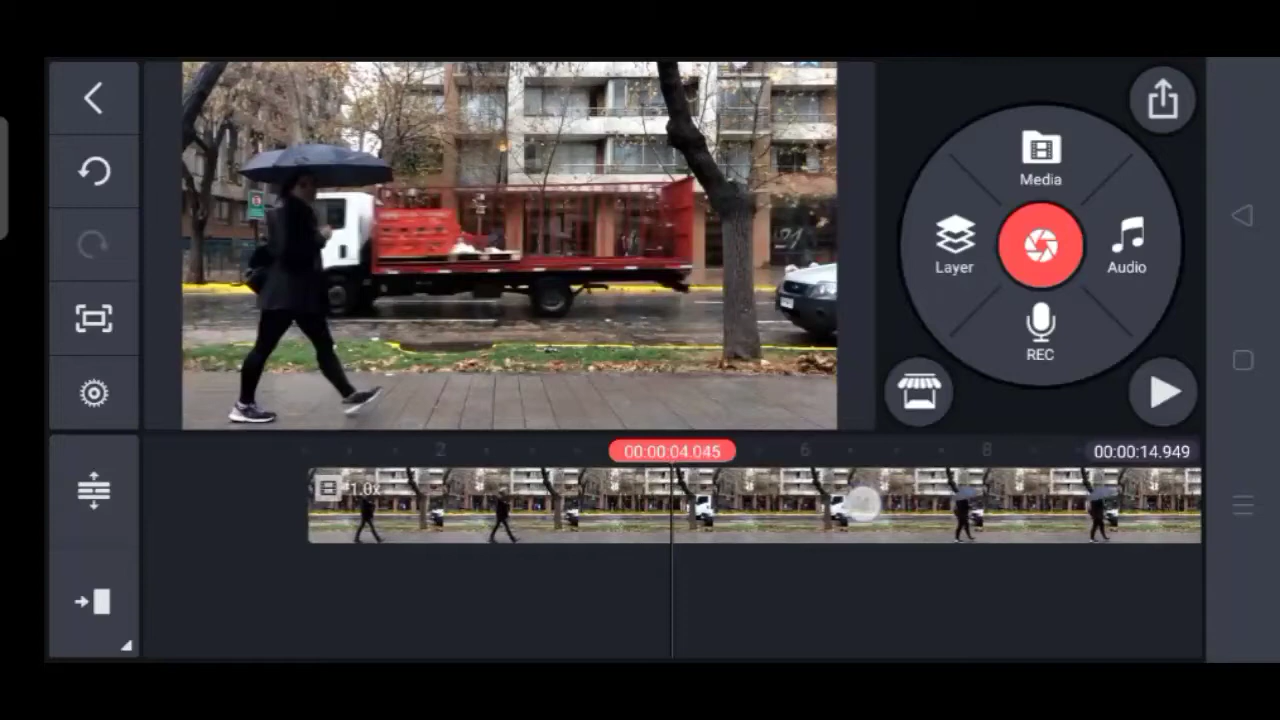 Media
Layer
Audio
REC
2
00:00:04.045
6
8
00:00:14.949
1.0x